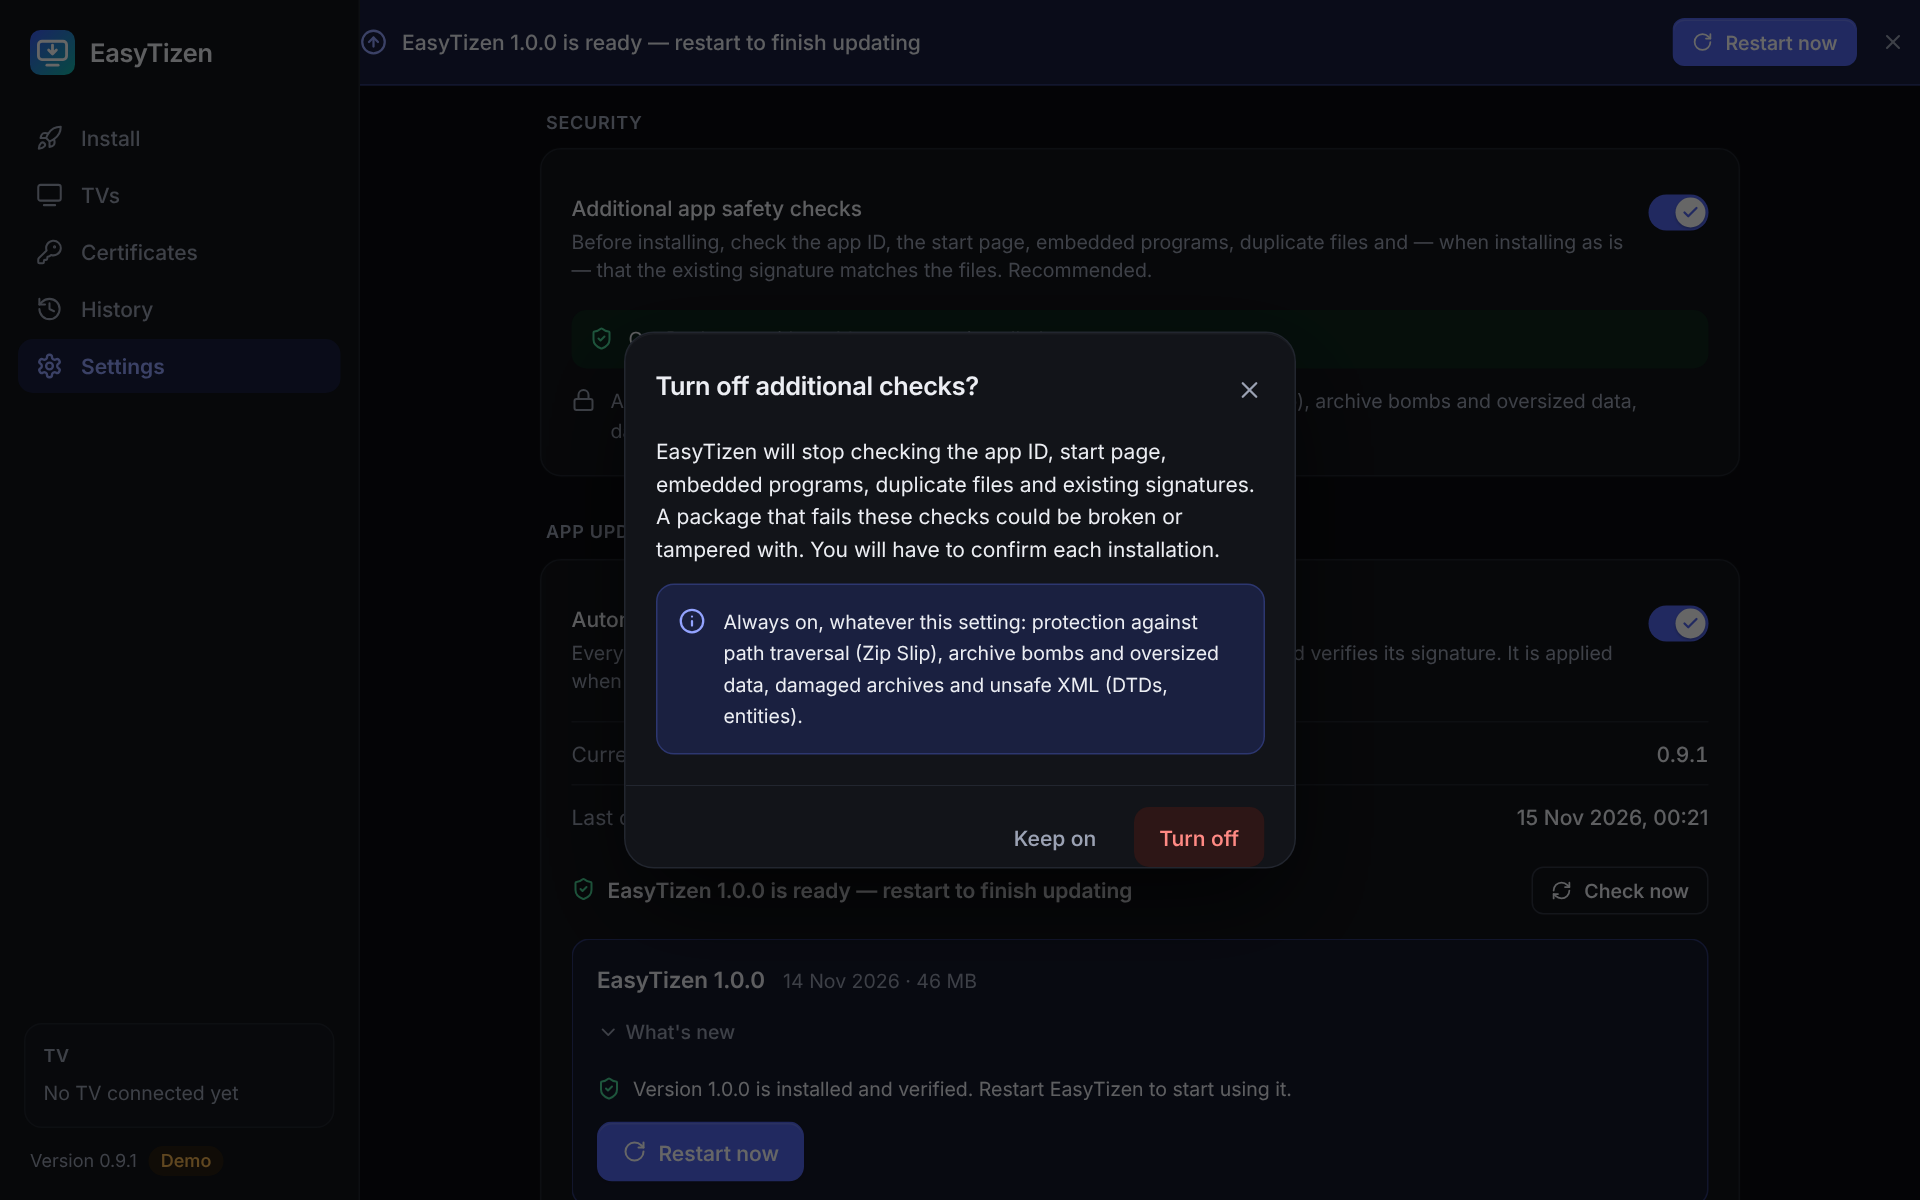 EasyTizen
Install
TVs
Certificates
History
Settings
TV
No TV connected yet
Version 0.9.1 Demo
EasyTizen 1.0.0 is ready — restart to finish updating
Restart now
SECURITY
Additional app safety checks
Before installing, check the app ID, the start page, embedded programs, duplicate files and — when installing as is
— that the existing signature matches the files. Recommended.
), archive bombs and oversized data,
Turn off additional checks?
EasyTizen will stop checking the app ID, start page,
embedded programs, duplicate files and existing signatures.
A package that fails these checks could be broken or
tampered with. You will have to confirm each installation.
Always on, whatever this setting: protection against
path traversal (Zip Slip), archive bombs and oversized
data, damaged archives and unsafe XML (DTDs,
entities).
Keep on
Turn off
APP
Every
verifies its signature. It is applied
when
0.9.1
Last
15 Nov 2026, 00:21
EasyTizen 1.0.0 is ready — restart to finish updating
Check now
EasyTizen 1.0.0 14 Nov 2026 · 46 MB
What's new
Version 1.0.0 is installed and verified. Restart EasyTizen to start using it.
Restart now